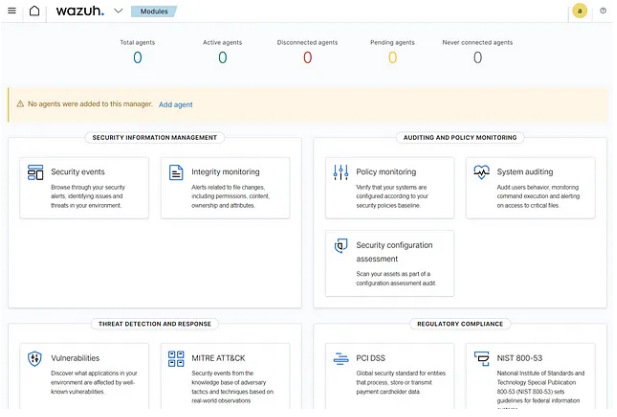 wazuh. Modules a
Total agents Active agents Disconnected agents Pending agents Never connected agents
0 0 0 0 0
No agents were added to this manager. Add agent
SECURITY INFORMATION MANAGEMENT
Security events
Browse through your security
alerts, identifying issues and
threats in your environment.
Integrity monitoring
Alerts related to file changes,
including permissions, content,
ownership and attributes.
AUDITING AND POLICY MONITORING
Policy monitoring
Verify that your systems are
configured according to your
security policies baseline.
System auditing
Audit users behavior, monitoring
command execution and alerting
on access to critical files.
Security configuration
assessment
Scan your assets as part of a
configuration assessment audit.
THREAT DETECTION AND RESPONSE
Vulnerabilities
Discover what applications in your
environment are affected by well-
known vulnerabilities.
MITRE ATT&CK
Security events from the
knowledge base of adversary
tactics and techniques based on
real-world observations
REGULATORY COMPLIANCE
PCI DSS
Global security standard for entities
that process, store or transmit
payment cardholder data.
NIST 800-53
National Institute of Standards and
Technology Special Publication
800-53 (NIST 800-53) sets
guidelines for federal information